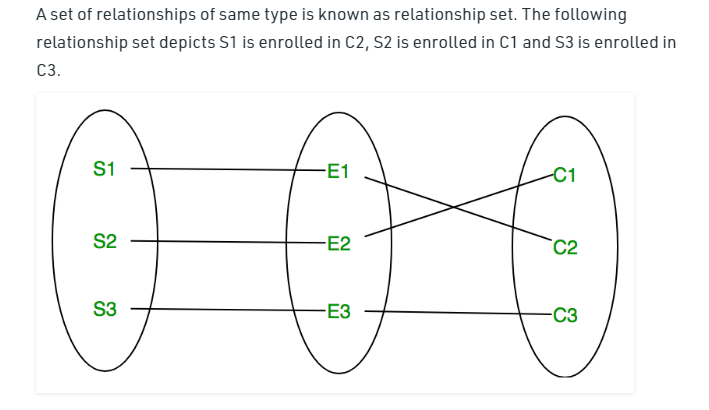 A set of relationships of same type is known as relationship set. The following
relationship set depicts S1 is enrolled in C2, S2 is enrolled in C1 and S3 is enrolled in
C3.
S1 E1 C1
S2 E2 C2
S3 E3 C3